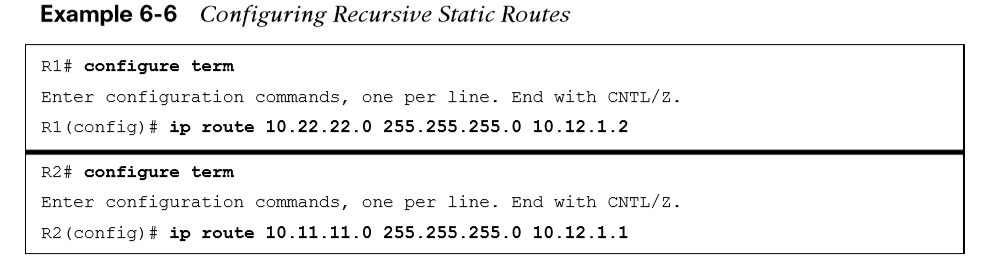 Example 6-6 Configuring Recursive Static Routes
R1# configure term
Enter configuration commands, one per line. End with CNTL/Z.
R1(config)# ip route 10.22.22.0 255.255.255.0 10.12.1.2
R2# configure term
Enter configuration commands, one per line. End with CNTL/Z.
R2(config)# ip route 10.11.11.0 255.255.255.0 10.12.1.1